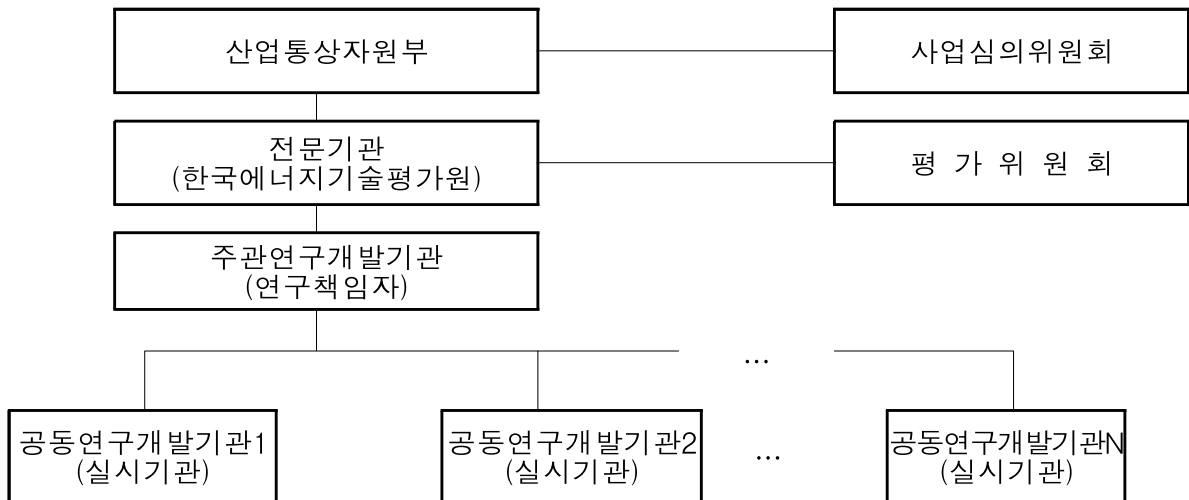 산업통상자원부
사업심의위원회
전문기관
(한국에너지기술평가원)
평 가 위 원 회
주관연구개발기관
(연구책임자)
...
공동연구개발기관1
(실시기관)
공동연구개발기관2
(실시기관)
...
공동연구개발기관N
(실시기관)